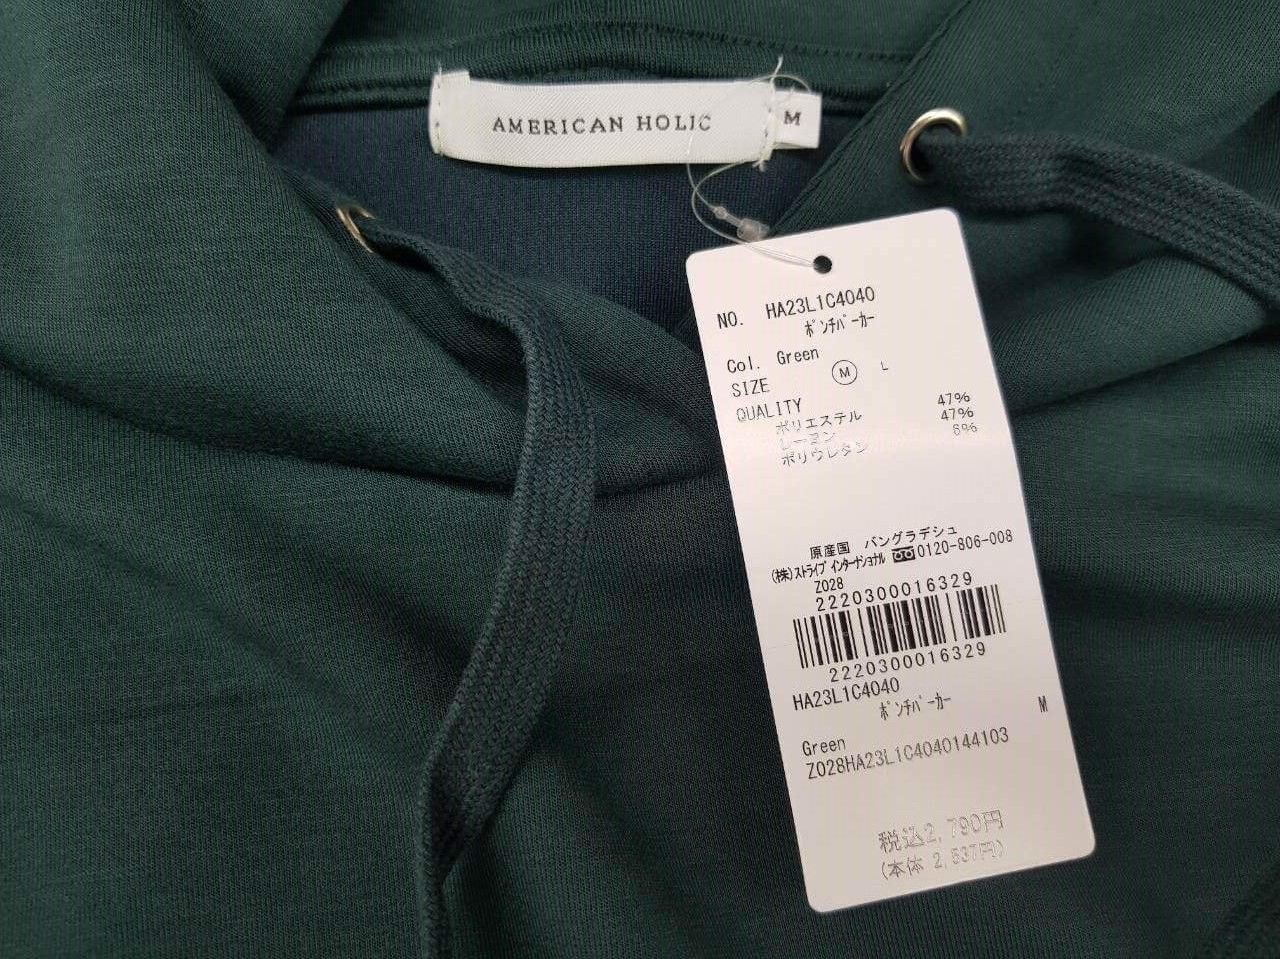 AMERICAN HOLIC
M
NO. HA23L1C4040
ポンチパーカー
Col. Green
SIZE M L
QUALITY
ポリエステル 47%
レーヨン 47%
ポリウレタン 6%
原産国 バングラデシュ
(株)ストライプインターナショナル 0120-806-008
Z028
2220300016329
2220300016329
HA23L1C4040
ポンチパーカー M
Green
Z028HA23L1C4040144103
税込2,790円
(本体 2,537円)